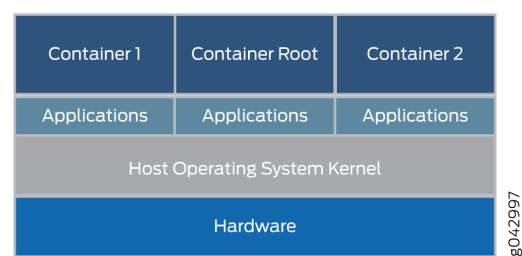 Container 1
Container Root
Container 2
Applications
Applications
Applications
Host Operating System Kernel
Hardware
g042997